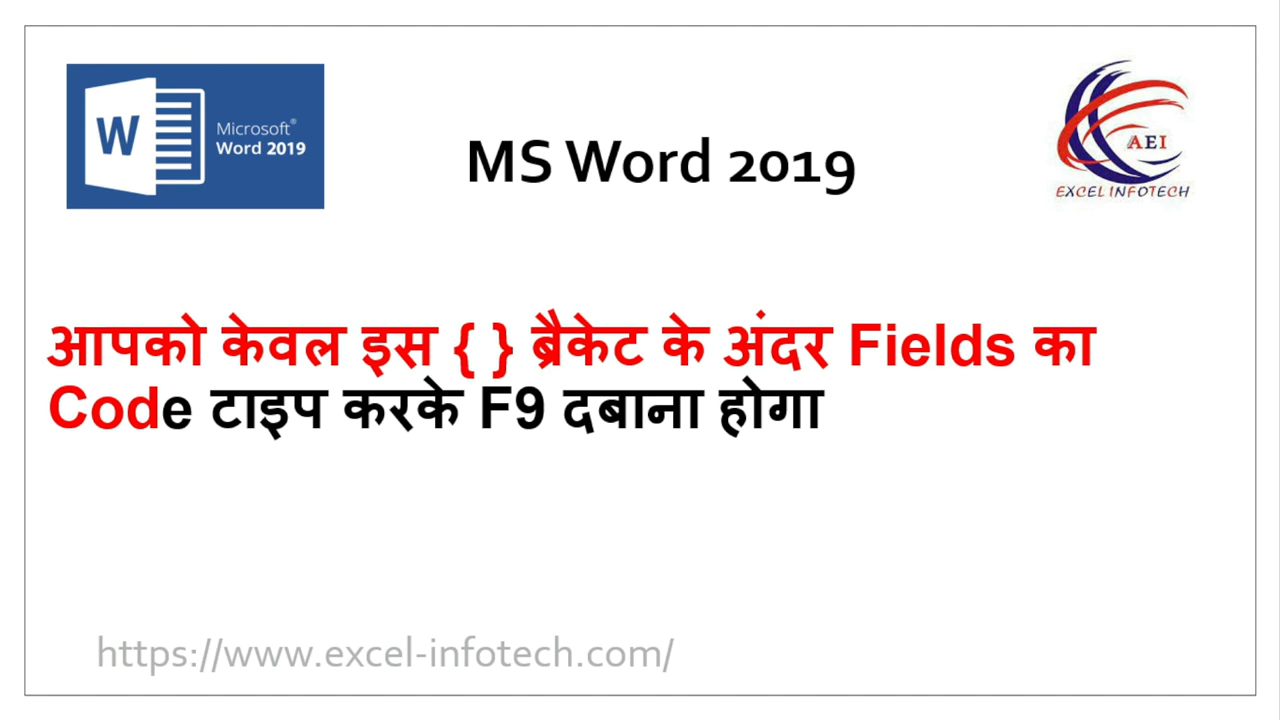 W
Microsoft®
Word 2019
MS Word 2019
AEI
EXCEL INFOTECH
आपको केवल इस { } ब्रैकेट के अंदर Fields का
Code टाइप करके F9 दबाना होगा
https://www.excel-infotech.com/